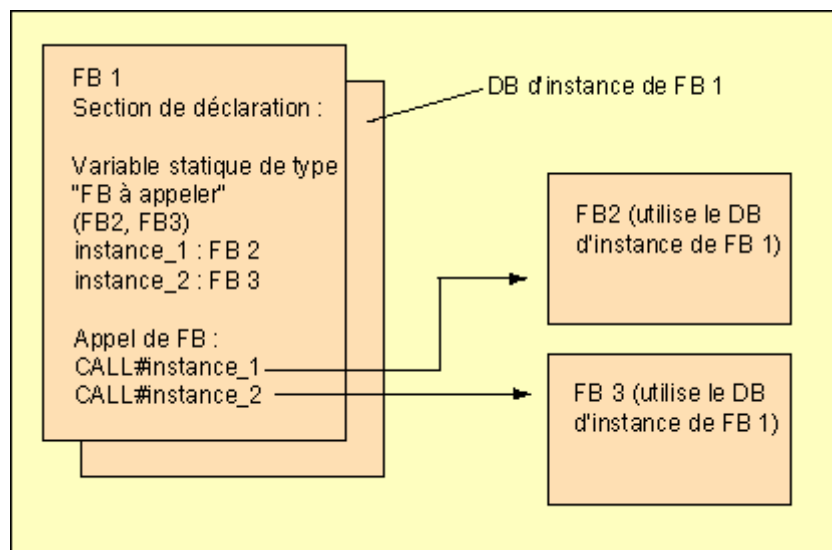 FB 1
Section de déclaration :
Variable statique de type
"FB à appeler"
(FB2, FB3)
instance_1 : FB 2
instance_2 : FB 3
Appel de FB :
CALL#instance_1
CALL#instance_2
DB d'instance de FB 1
FB2 (utilise le DB
d'instance de FB 1)
FB 3 (utilise le DB
d'instance de FB 1)